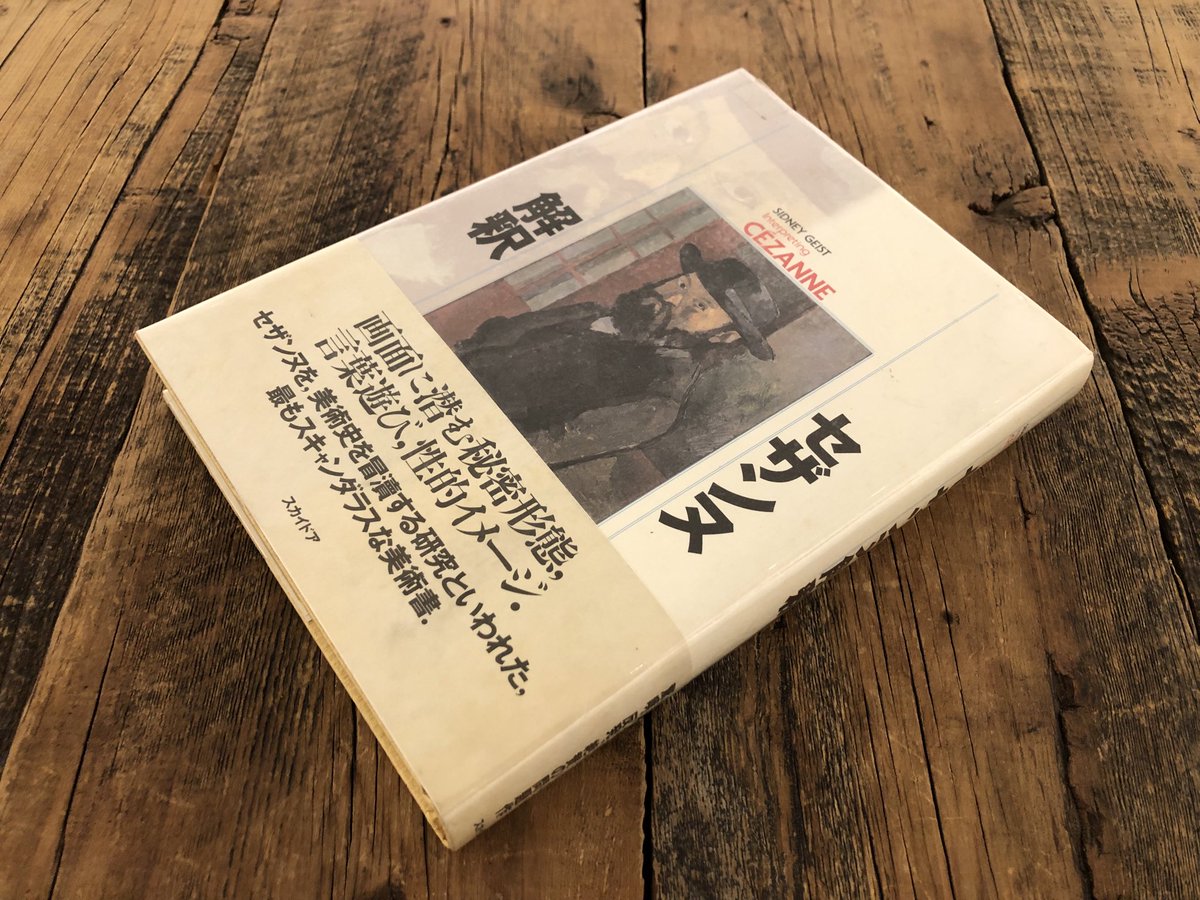 SIDNEY GEIST
Interpreting
CÉZANNE
セザンヌ
解釈
画面に潜む秘密形態,
言葉遊び,性的イメージ・
セザンヌを,美術史を冒瀆する研究といわれた,
最もスキャンダラスな美術書.
スカイドア